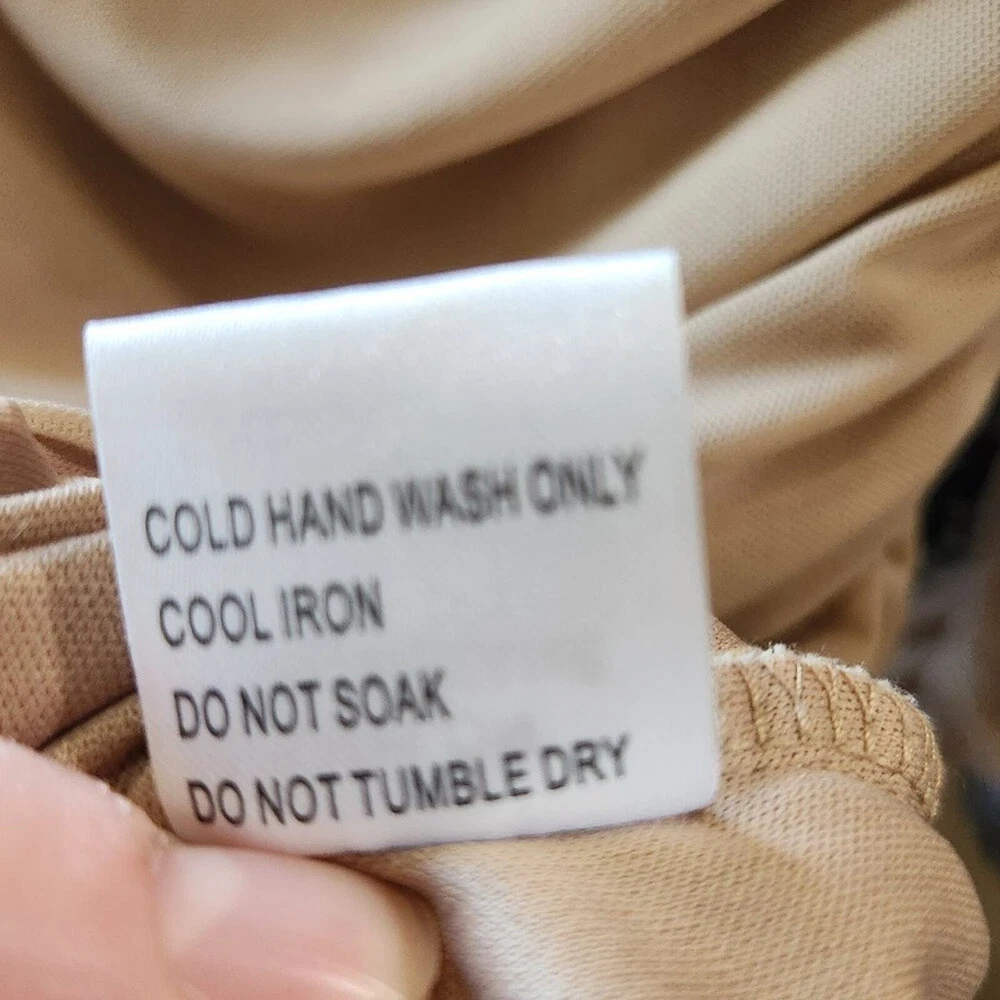 COLD HAND WASH ONLY
COOL IRON
DO NOT SOAK
DO NOT TUMBLE DRY